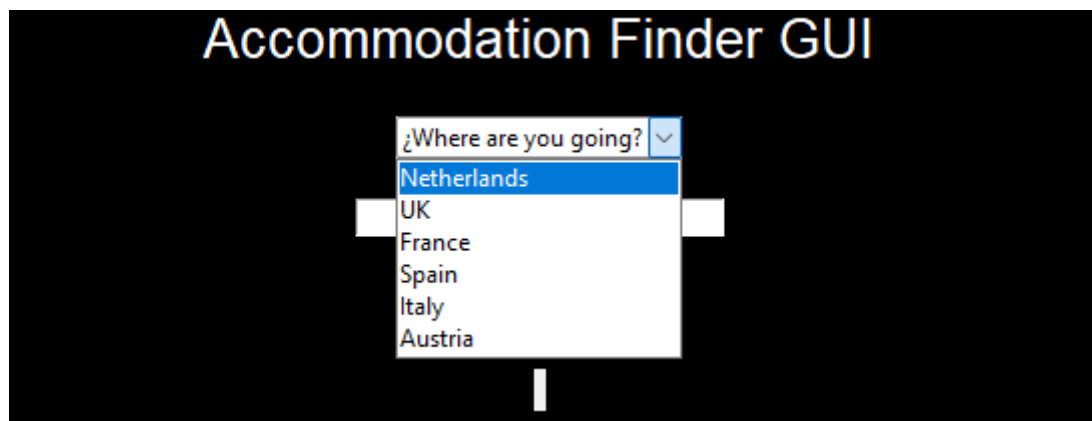 Accommodation Finder GUI
¿Where are you going?
Netherlands
UK
France
Spain
Italy
Austria